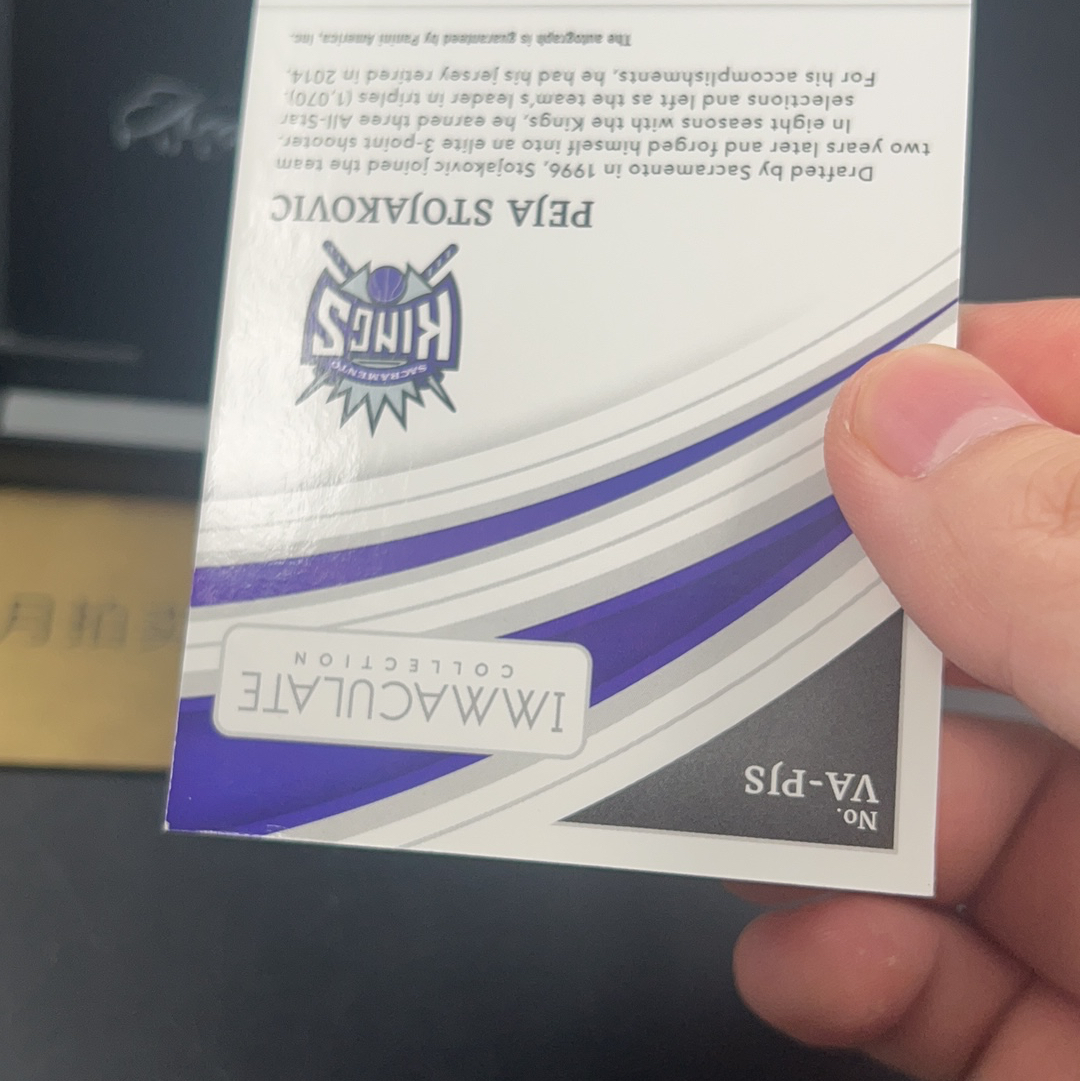 No.
VA-PJS
IMMACULATE
COLLECTION
SACRAMENTO
KINGS
PEJA STOJAKOVIC
Drafted by Sacramento in 1996, Stojakovic joined the team
two years later and forged himself into an elite 3-point shooter.
In eight seasons with the Kings, he earned three All-Star
selections and left as the team's leader in triples (1,070).
For his accomplishments, he had his jersey retired in 2014.
The autograph is guaranteed by Panini America, Inc.
月拍卖